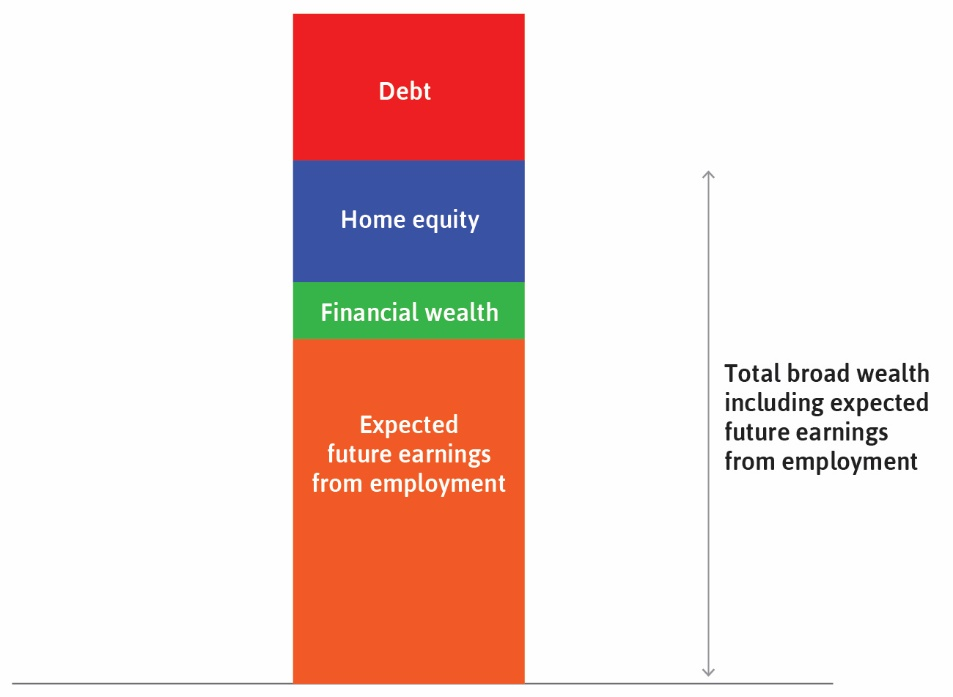 Debt
Home equity
Financial wealth
Expected
future earnings
from employment
Total broad wealth
including expected
future earnings
from employment